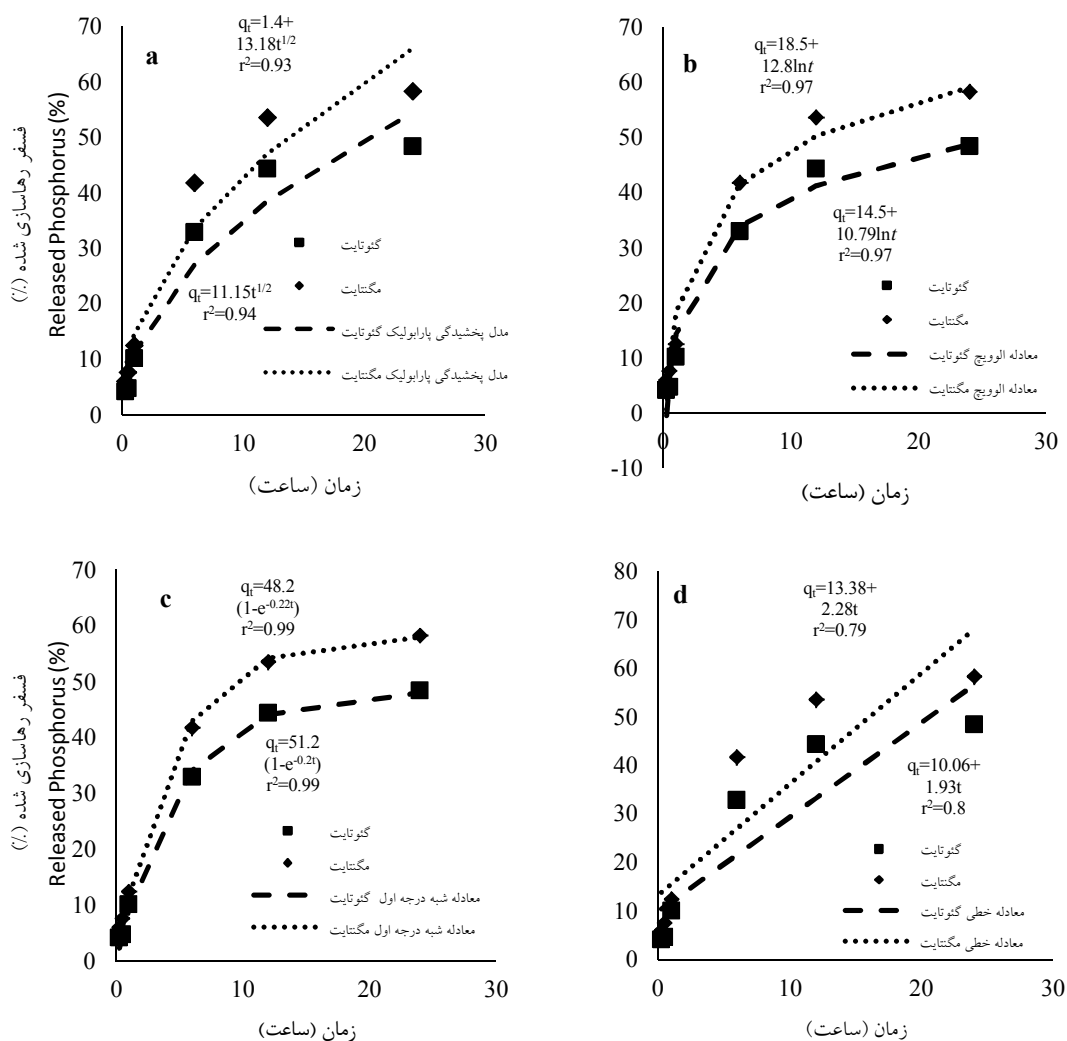 فسفر رهاسازی شده (٪)
Released Phosphorus (%)
70
60
50
40
30
20
10
0
a
qt=1.4+
13.18t1/2
r2=0.93
qt=11.15t1/2
r2=0.94
گئوتایت
مگنتایت
مدل پخشیدگی پارابولیک گئوتایت
مدل پخشیدگی پارابولیک مگنتایت
0 10 20 30
زمان (ساعت)
70
60
50
40
30
20
10
0
-10
b
qt=18.5+
12.8lnt
r2=0.97
qt=14.5+
10.79lnt
r2=0.97
گئوتایت
مگنتایت
معادله الوویچ گئوتایت
معادله الوویچ مگنتایت
0 10 20 30
زمان (ساعت)
فسفر رهاسازی شده (٪)
Released Phosphorus (%)
70
60
50
40
30
20
10
0
c
qt=48.2
(1-e-0.22t)
r2=0.99
qt=51.2
(1-e-0.2t)
r2=0.99
گئوتایت
مگنتایت
معادله شبه درجه اول گئوتایت
معادله شبه درجه اول مگنتایت
0 10 20 30
زمان (ساعت)
80
70
60
50
40
30
20
10
0
d
qt=13.38+
2.28t
r2=0.79
qt=10.06+
1.93t
r2=0.8
گئوتایت
مگنتایت
معادله خطی گئوتایت
معادله خطی مگنتایت
0 10 20 30
زمان (ساعت)